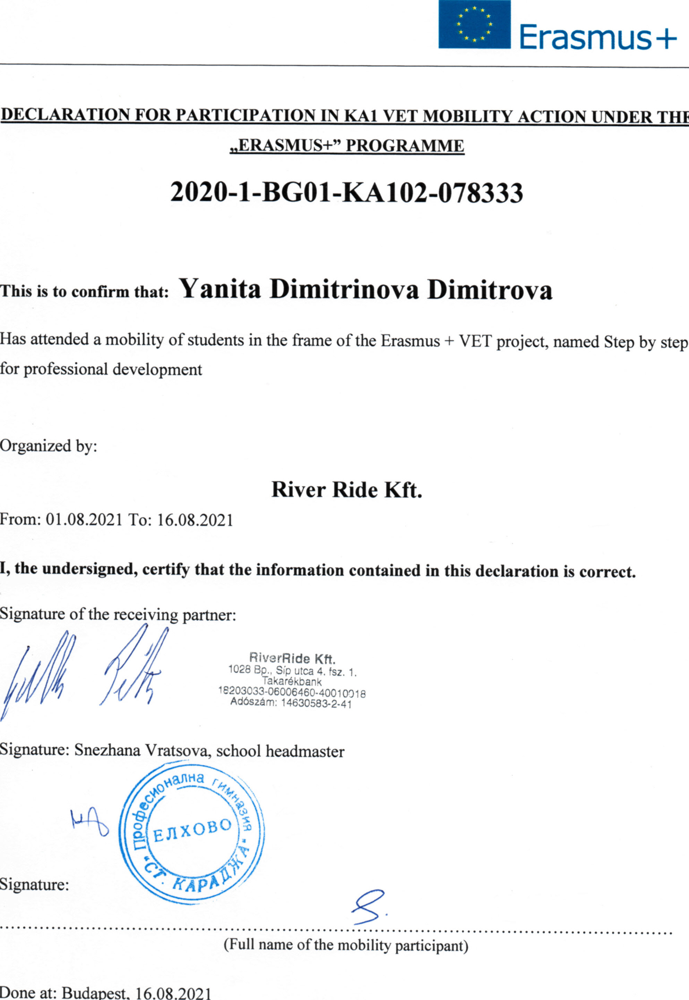 Erasmus+
DECLARATION FOR PARTICIPATION IN KA1 VET MOBILITY ACTION UNDER THE
„ERASMUS+” PROGRAMME
2020-1-BG01-KA102-078333
This is to confirm that: Yanita Dimitrinova Dimitrova
Has attended a mobility of students in the frame of the Erasmus + VET project, named Step by step
for professional development
Organized by:
River Ride Kft.
From: 01.08.2021 To: 16.08.2021
I, the undersigned, certify that the information contained in this declaration is correct.
Signature of the receiving partner:
RiverRide Kft.
1028 Bp., Síp utca 4. fsz. 1.
Takarékbank
18203033-06006460-40010018
Adószám: 14630583-2-41
Signature: Snezhana Vratsova, school headmaster
Професионална гимназия
ЕЛХОВО
"СТ. КАРАДЖА"
Signature:
(Full name of the mobility participant)
Done at: Budapest, 16.08.2021